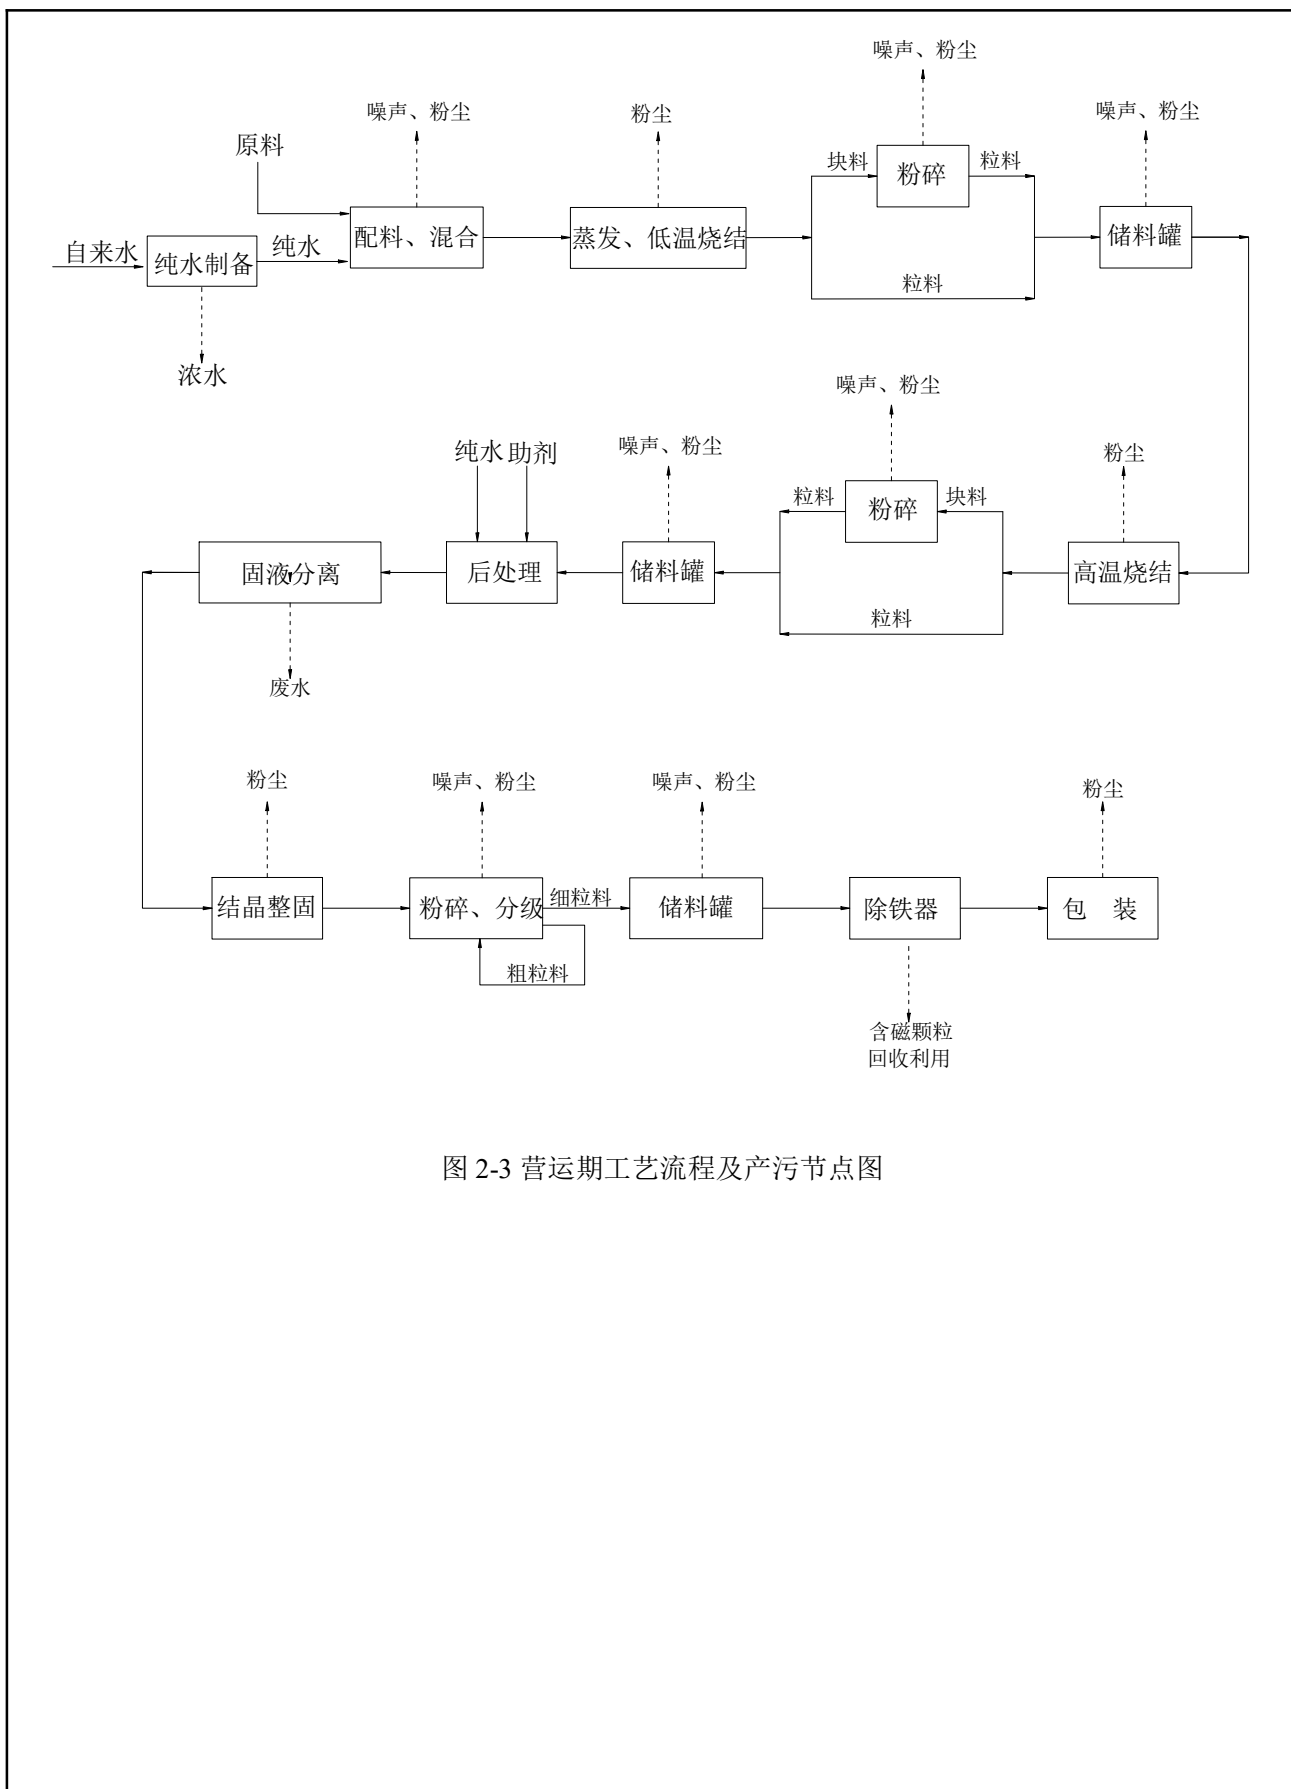 噪声、粉尘
噪声、粉尘
粉尘
噪声、粉尘
原料
块料
粉碎
粒料
自来水
纯水制备
纯水
配料、混合
蒸发、低温烧结
储料罐
粒料
浓水
噪声、粉尘
纯水
助剂
噪声、粉尘
粉尘
粒料
粉碎
块料
固液分离
后处理
储料罐
高温烧结
粒料
废水
粉尘
噪声、粉尘
噪声、粉尘
粉尘
结晶整固
粉碎、分级
细粒料
储料罐
除铁器
包 装
粗粒料
含磁颗粒
回收利用
图 2-3 营运期工艺流程及产污节点图